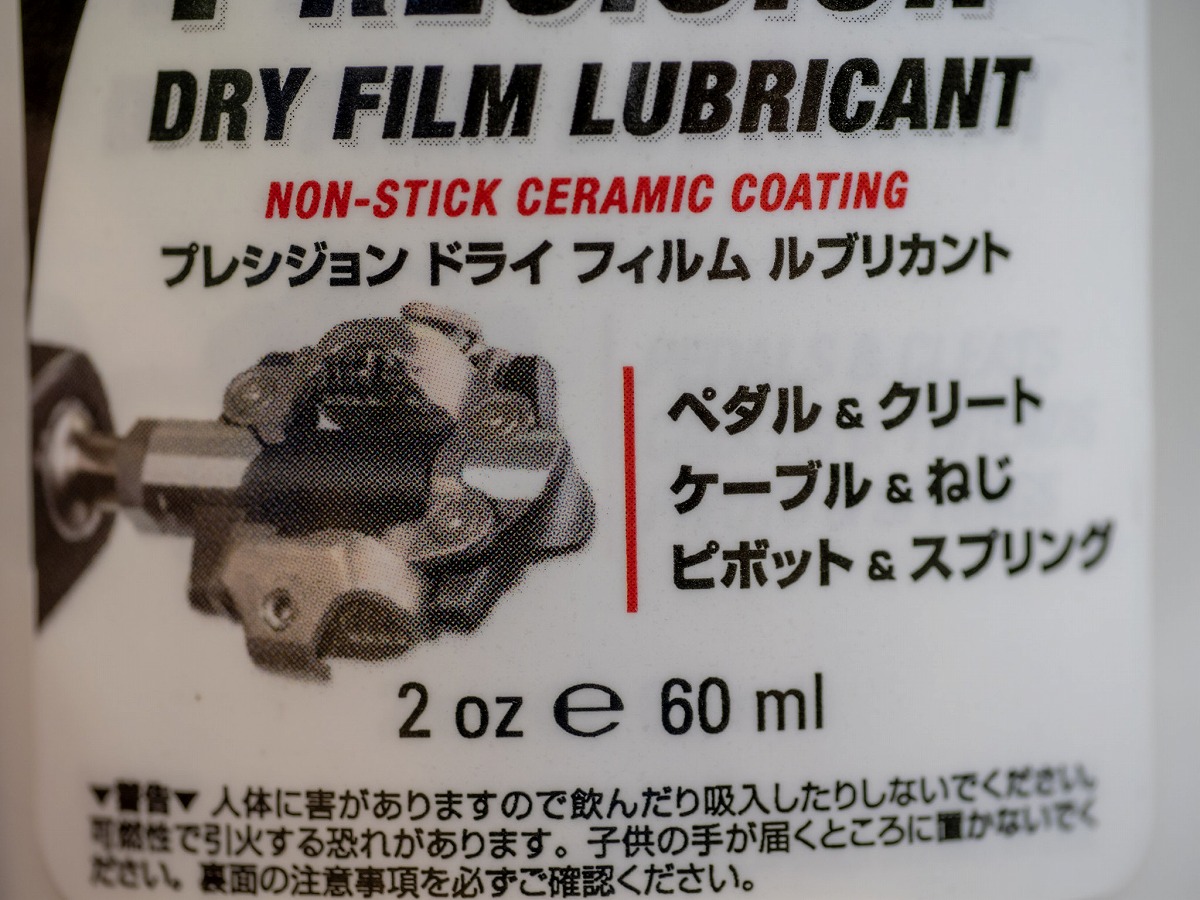 PRECISION
DRY FILM LUBRICANT
NON-STICK CERAMIC COATING
プレシジョン ドライ フィルム ルブリカント
ペダル & クリート
ケーブル & ねじ
ピボット & スプリング
2 oz ℮ 60 ml
▼警告▼ 人体に害がありますので飲んだり吸入したりしないでください。
可燃性で引火する恐れがあります。子供の手が届くところに置かないでく
ださい。裏面の注意事項を必ずご確認ください。